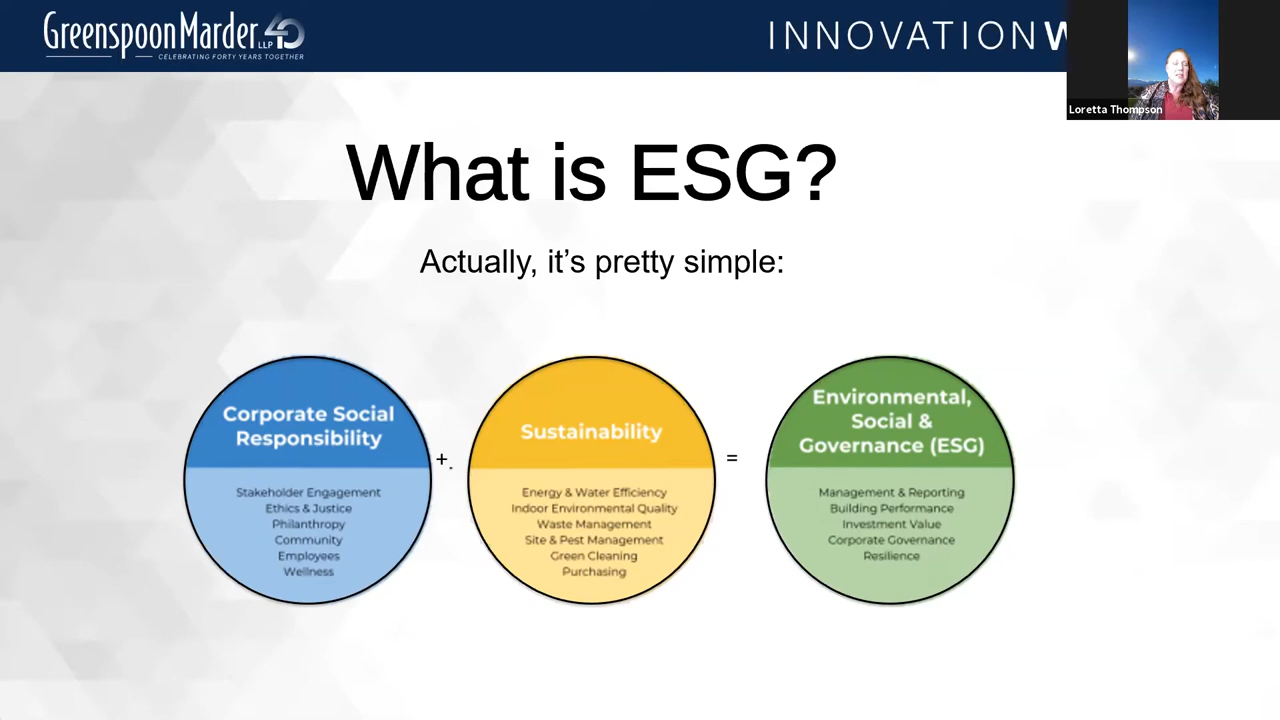 GreenspoonMarder LLP 40
CELEBRATING FORTY YEARS TOGETHER
INNOVATION
Loretta Thompson
What is ESG?
Actually, it’s pretty simple:
Corporate Social
Responsibility
Stakeholder Engagement
Ethics & Justice
Philanthropy
Community
Employees
Wellness
+.
Sustainability
Energy & Water Efficiency
Indoor Environmental Quality
Waste Management
Site & Pest Management
Green Cleaning
Purchasing
=
Environmental,
Social &
Governance (ESG)
Management & Reporting
Building Performance
Investment Value
Corporate Governance
Resilience